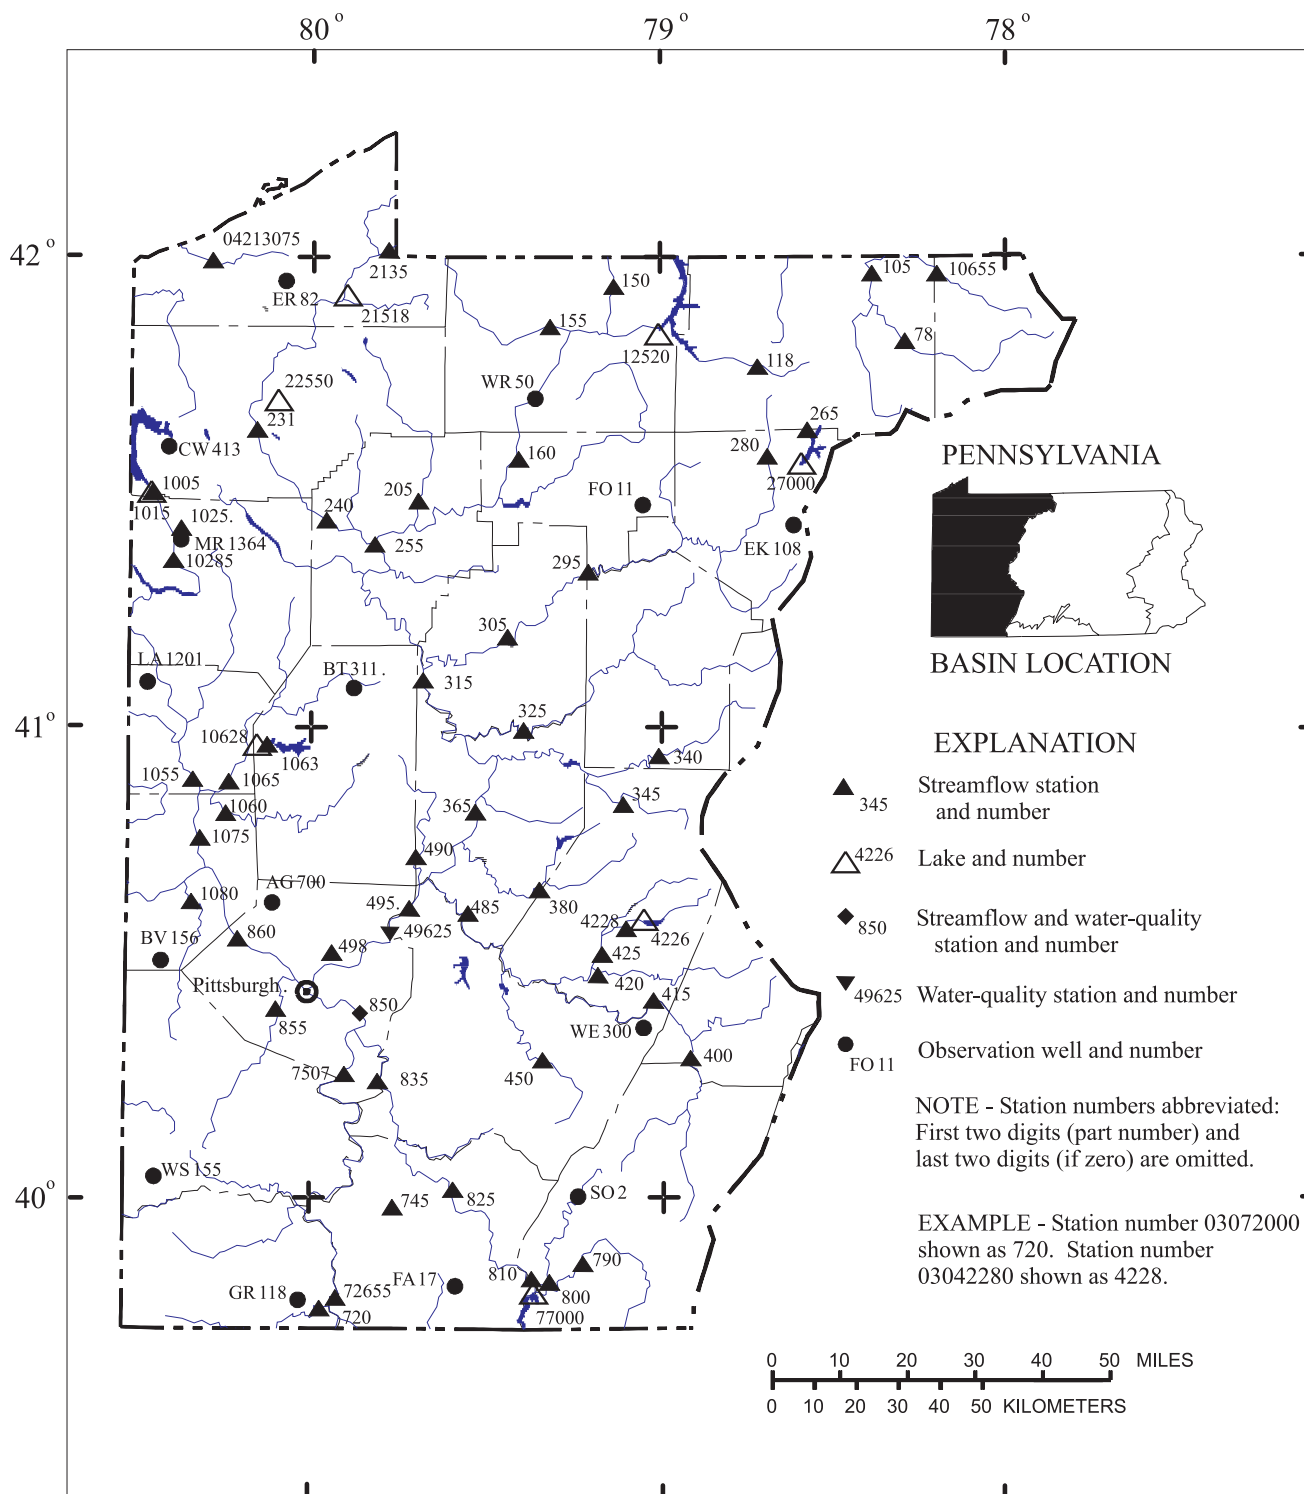 80°
79°
78°
42°
04213075
2135
ER 82
21518
150
155
12520
105
10655
78
118
22550
231
WR 50
265
CW 413
160
280
27000
1005
1015
1025.
240
205
FO 11
MR 1364
255
EK 108
10285
295
305
LA 1201
BT 311.
315
41°
325
10628
1063
340
1055
1065
1060
365
345
1075
490
AG 700
1080
495.
485
380
4228
4226
BV 156
860
49625
498
425
420
Pittsburgh.
415
855
850
WE 300
400
7507
835
450
WS 155
40°
745
825
SO 2
790
810
800
GR 118
72655
FA 17
720
77000
PENNSYLVANIA
BASIN LOCATION
EXPLANATION
345
Streamflow station
and number
4226
Lake and number
850
Streamflow and water-quality
station and number
49625
Water-quality station and number
FO 11
Observation well and number
NOTE - Station numbers abbreviated:
First two digits (part number) and
last two digits (if zero) are omitted.
EXAMPLE - Station number 03072000
shown as 720. Station number
03042280 shown as 4228.
0 10 20 30 40 50 MILES
0 10 20 30 40 50 KILOMETERS